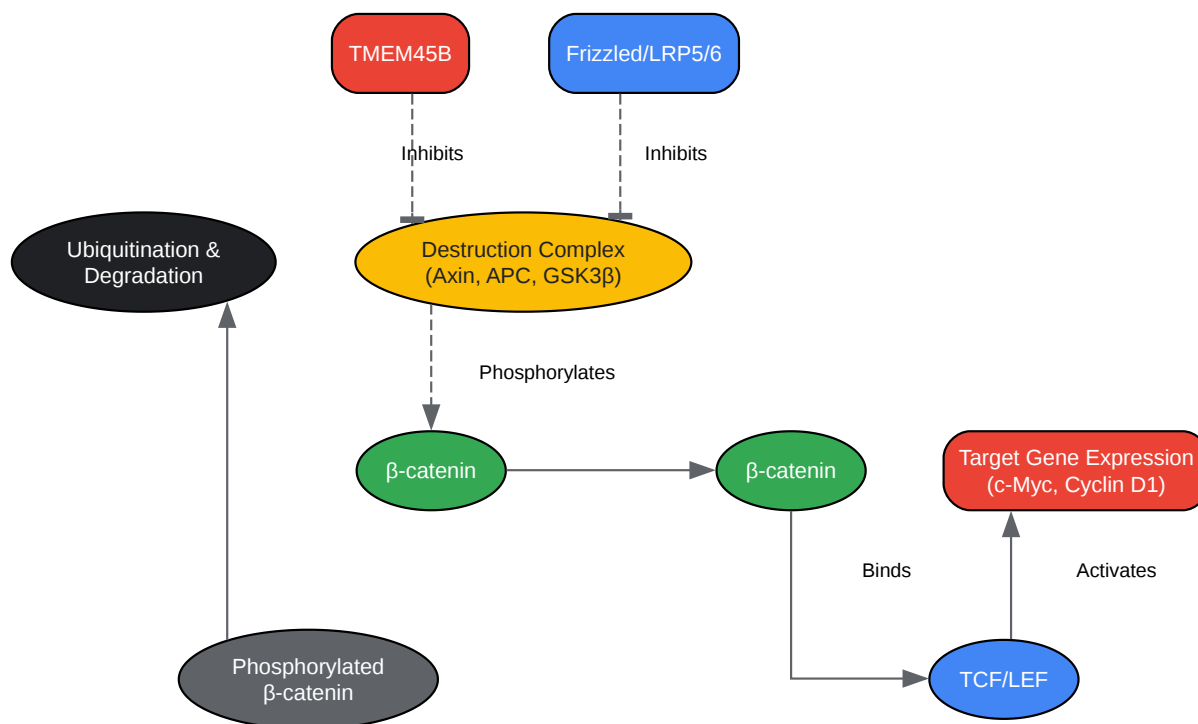 TMEM45B
Frizzled/LRP5/6
Inhibits
Inhibits
Ubiquitination &
Degradation
Destruction Complex
(Axin, APC, GSK3β)
Phosphorylates
β-catenin
β-catenin
Target Gene Expression
(c-Myc, Cyclin D1)
Binds
Activates
Phosphorylated
β-catenin
TCF/LEF